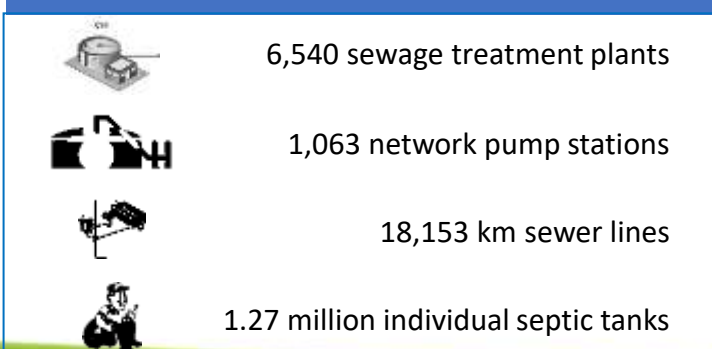 6,540 sewage treatment plants
1,063 network pump stations
18,153 km sewer lines
1.27 million individual septic tanks